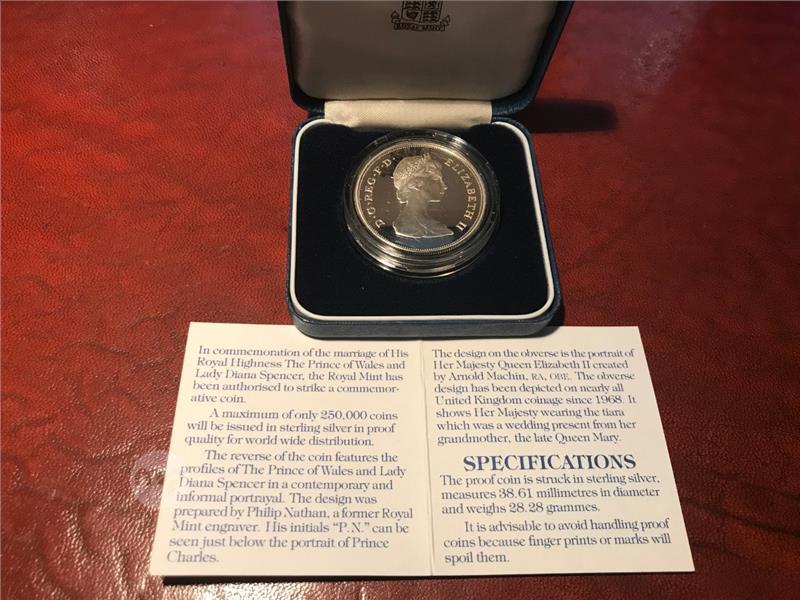 ROYAL MINT
D·G·REG·F·D·
ELIZABETH II
In commemoration of the marriage of His
Royal Highness The Prince of Wales and
Lady Diana Spencer, the Royal Mint has
been authorised to strike a commemor-
ative coin.
A maximum of only 250,000 coins
will be issued in sterling silver in proof
quality for world wide distribution.
The reverse of the coin features the
profiles of The Prince of Wales and Lady
Diana Spencer in a contemporary and
informal portrayal. The design was
prepared by Philip Nathan, a former Royal
Mint engraver. His initials “P.N.” can be
seen just below the portrait of Prince
Charles.
The design on the obverse is the portrait of
Her Majesty Queen Elizabeth II created
by Arnold Machin, RA, OBE. The obverse
design has been depicted on nearly all
United Kingdom coinage since 1968. It
shows Her Majesty wearing the tiara
which was a wedding present from her
grandmother, the late Queen Mary.
SPECIFICATIONS
The proof coin is struck in sterling silver,
measures 38.61 millimetres in diameter
and weighs 28.28 grammes.
It is advisable to avoid handling proof
coins because finger prints or marks will
spoil them.